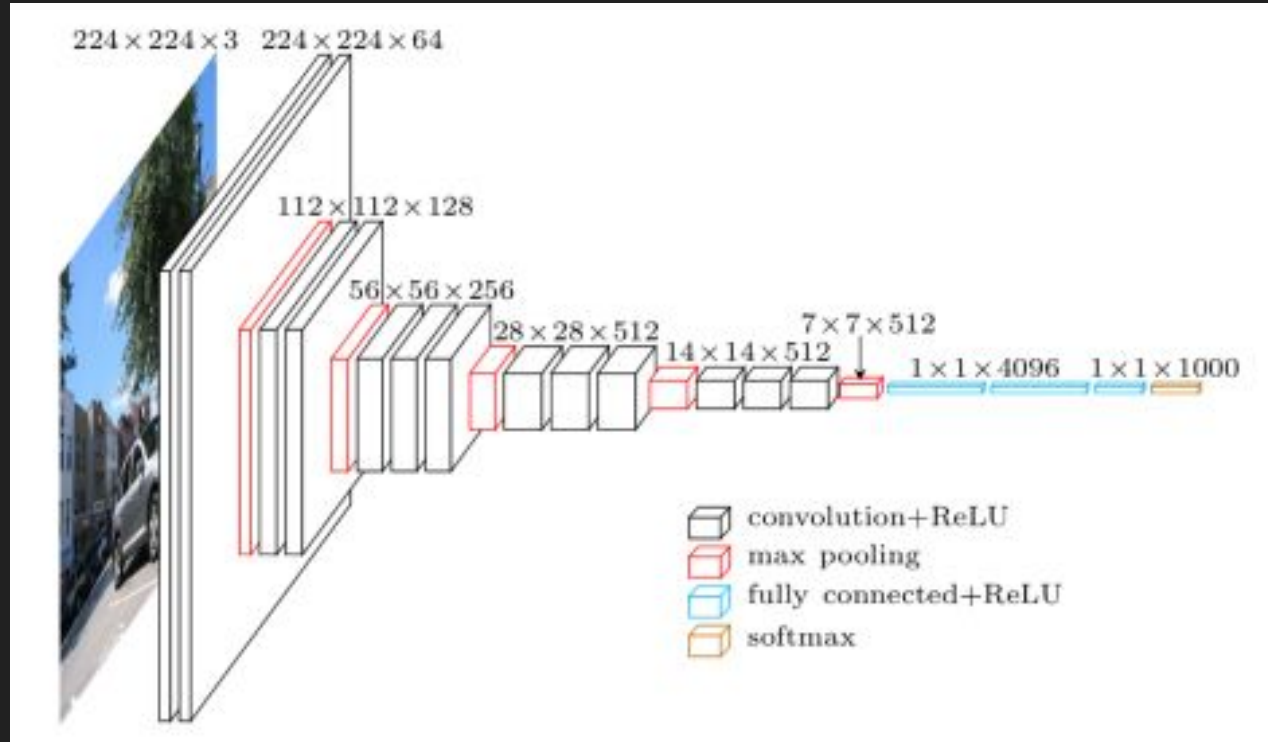 224×224×3
224×224×64
112×112×128
56×56×256
28×28×512
14×14×512
7×7×512
1×1×4096
1×1×1000
convolution+ReLU
max pooling
fully connected+ReLU
softmax